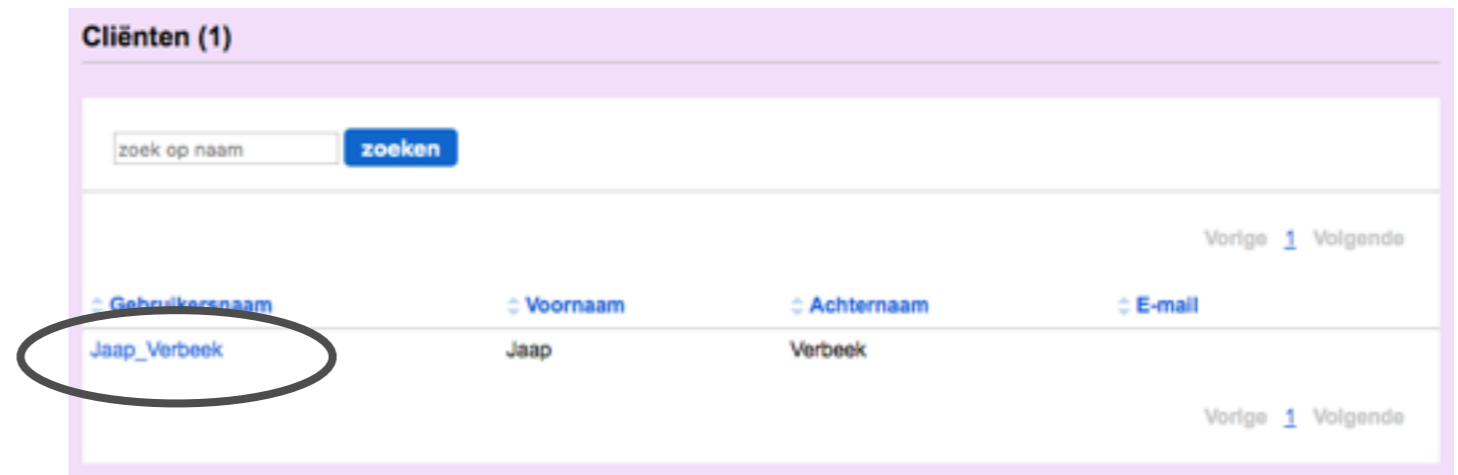 Cliënten (1)
zoek op naam zoeken
Vorige 1 Volgende
Gebruikersnaam Voornaam Achternaam E-mail
Jaap_Verbeek Jaap Verbeek
Vorige 1 Volgende